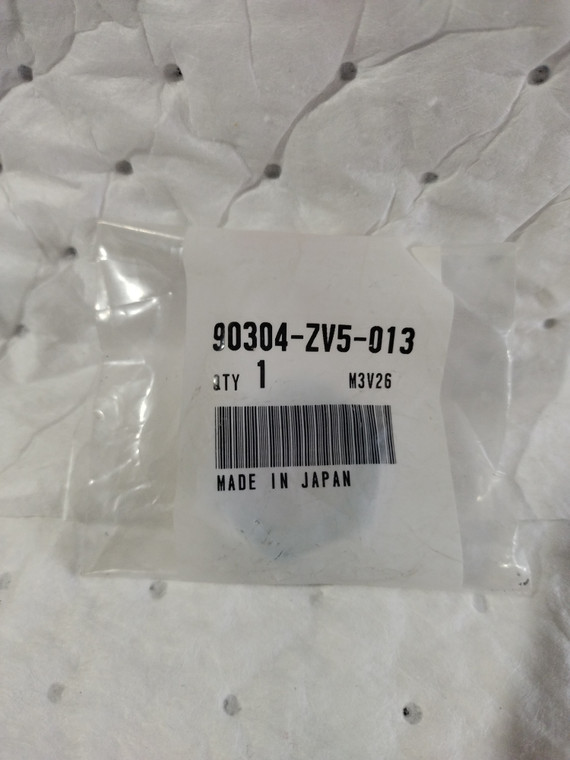 90304-ZV5-013
QTY 1 M3V26
MADE IN JAPAN